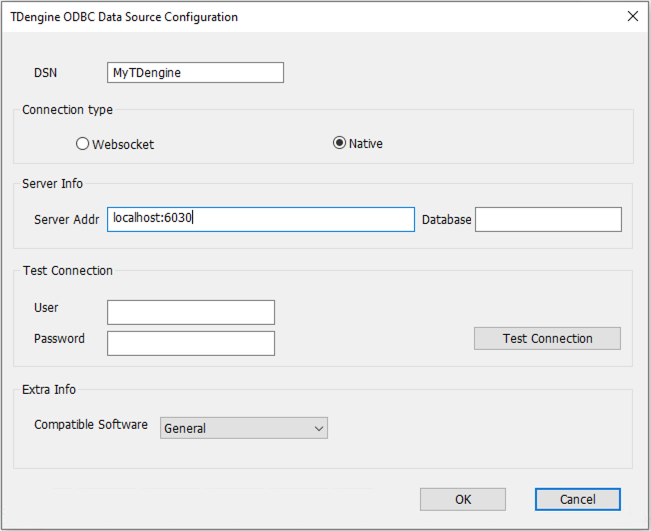 TDengine ODBC Data Source Configuration
DSN MyTDengine
Connection type
Websocket Native
Server Info
Server Addr localhost:6030 Database
Test Connection
User
Password Test Connection
Extra Info
Compatible Software General
OK Cancel